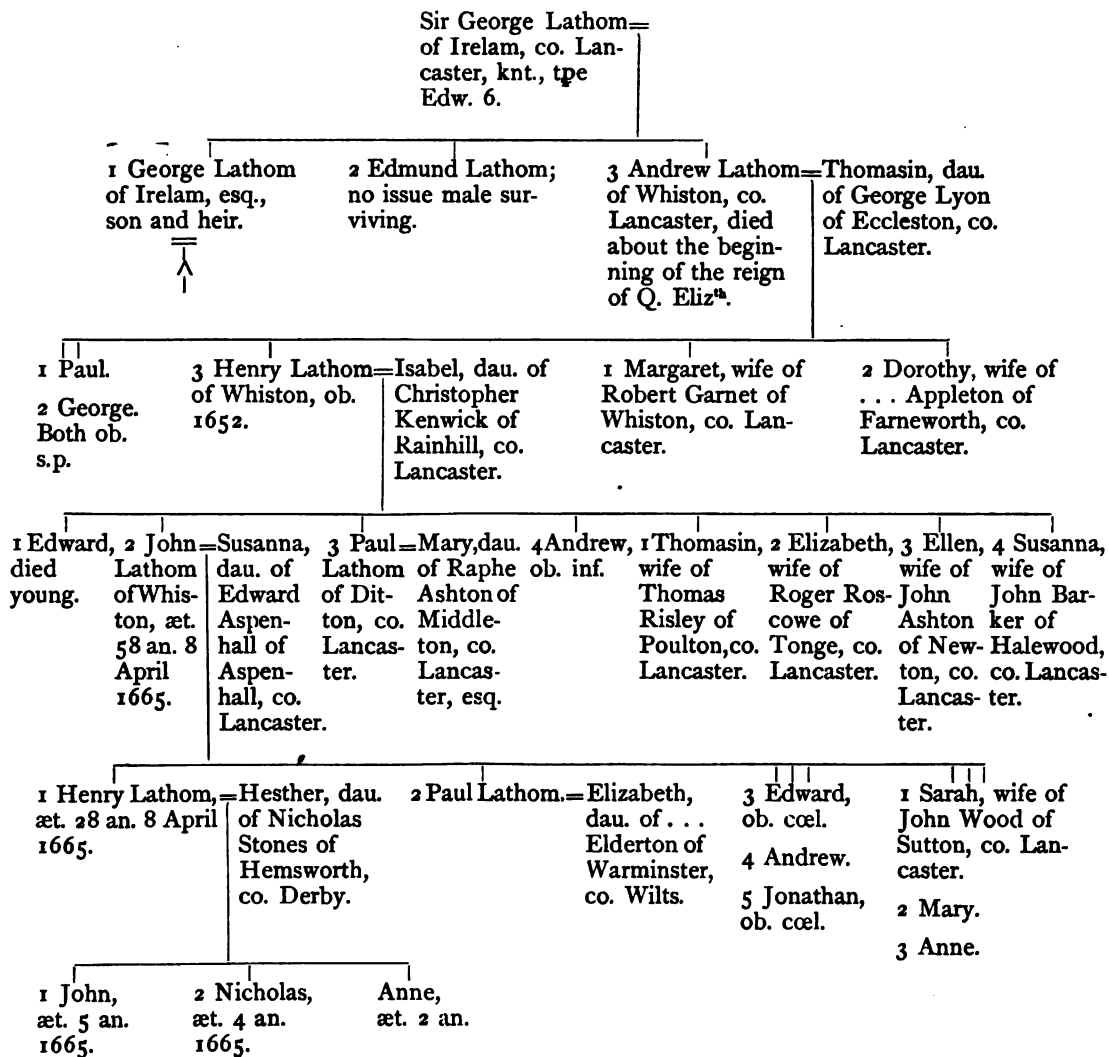 Sir George Lathom=
of Irelam, co. Lan-
caster, knt., tpe
Edw. 6.
1 George Lathom
of Irelam, esq.,
son and heir.
2 Edmund Lathom;
no issue male sur-
viving.
3 Andrew Lathom=
of Whiston, co.
Lancaster, died
about the begin-
ning of the reign
of Q. Elizth.
Thomasin, dau.
of George Lyon
of Eccleston, co.
Lancaster.
1 Paul.
2 George.
Both ob.
s.p.
3 Henry Lathom=
of Whiston, ob.
1652.
Isabel, dau. of
Christopher
Kenwick of
Rainhill, co.
Lancaster.
1 Margaret, wife of
Robert Garnet of
Whiston, co. Lan-
caster.
2 Dorothy, wife of
. . . Appleton of
Farneworth, co.
Lancaster.
1 Edward,
died
young.
2 John=
Lathom
of Whis-
ton, æt.
58 an. 8
April
1665.
Susanna,
dau. of
Edward
Aspen-
hall of
Aspen-
hall, co.
Lancaster.
3 Paul=
Lathom
of Dit-
ton, co.
Lancas-
ter.
Mary, dau.
of Raphe
Ashton of
Middle-
ton, co.
Lancas-
ter, esq.
4 Andrew,
ob. inf.
1 Thomasin,
wife of
Thomas
Risley of
Poulton, co.
Lancaster.
2 Elizabeth,
wife of
Roger Ros-
cowe of
Tonge, co.
Lancaster.
3 Ellen,
wife of
John
Ashton
of New-
ton, co.
Lancas-
ter.
4 Susanna,
wife of
John Bar-
ker of
Halewood,
co. Lancas-
ter.
1 Henry Lathom,=
æt. 28 an. 8 April
1665.
Hesther, dau.
of Nicholas
Stones of
Hemsworth,
co. Derby.
2 Paul Lathom.=
Elizabeth,
dau. of . . .
Elderton of
Warminster,
co. Wilts.
3 Edward,
ob. cœl.
4 Andrew.
5 Jonathan,
ob. cœl.
1 Sarah, wife of
John Wood of
Sutton, co. Lan-
caster.
2 Mary.
3 Anne.
1 John,
æt. 5 an.
1665.
2 Nicholas,
æt. 4 an.
1665.
Anne,
æt. 2 an.